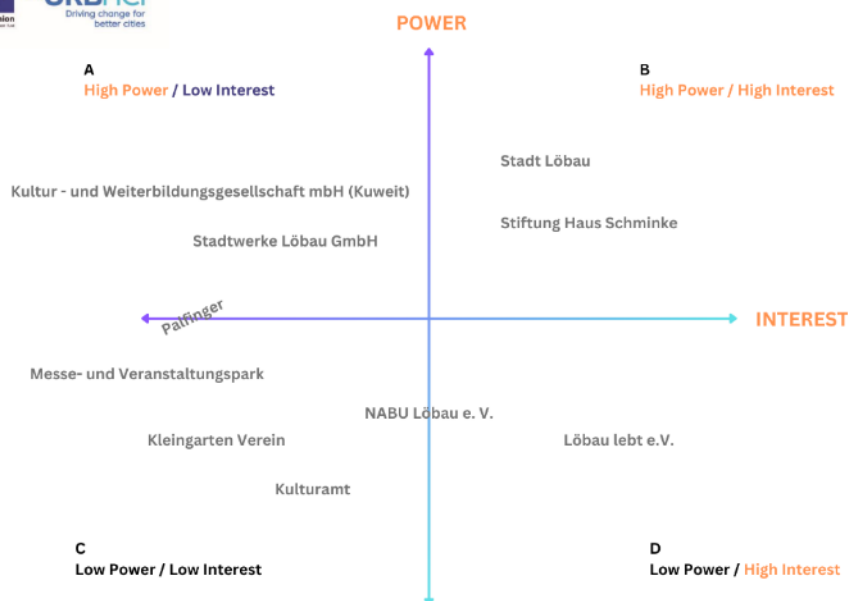 Driving change for
better cities
POWER
A
High Power / Low Interest
B
High Power / High Interest
Stadt Löbau
Kultur - und Weiterbildungsgesellschaft mbH (Kuweit)
Stiftung Haus Schminke
Stadtwerke Löbau GmbH
Palfinger
INTEREST
Messe- und Veranstaltungspark
NABU Löbau e. V.
Kleingarten Verein
Löbau lebt e.V.
Kulturamt
C
Low Power / Low Interest
D
Low Power / High Interest